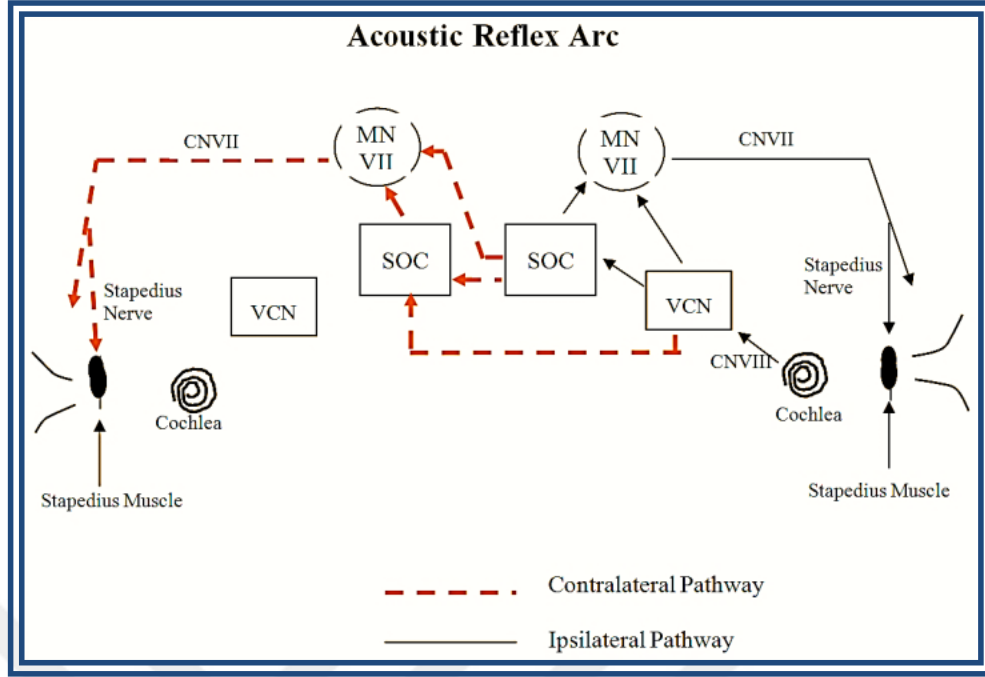 Acoustic Reflex Arc
CNVII
MN
VII
MN
VII
CNVII
SOC
SOC
Stapedius
Nerve
VCN
VCN
Stapedius
Nerve
CNVIII
Cochlea
Cochlea
Stapedius Muscle
Stapedius Muscle
Contralateral Pathway
Ipsilateral Pathway